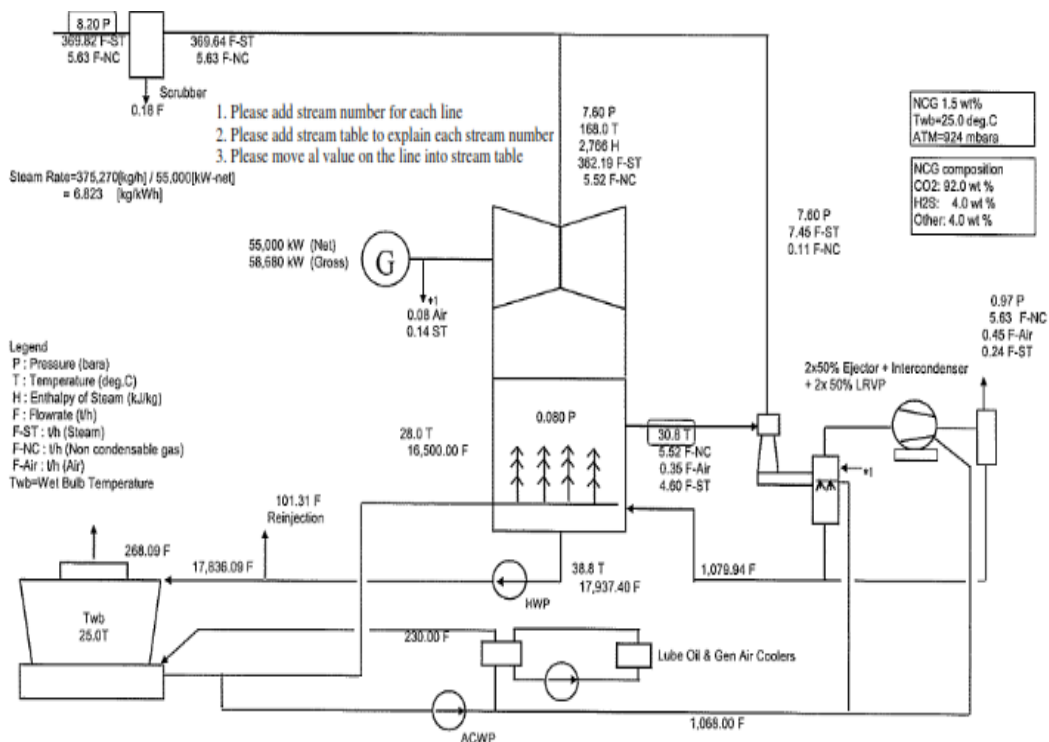 8.20 P
369.82 F-ST
5.63 F-NC
369.64 F-ST
5.63 F-NC
Scrubber
0.18 F
1. Please add stream number for each line
2. Please add stream table to explain each stream number
3. Please move al value on the line into stream table
Steam Rate=375,270[kg/h] / 55,000[kW-net]
= 6.823 [kg/kWh]
7.60 P
168.0 T
2,766 H
362.19 F-ST
5.52 F-NC
NCG 1.5 wt%
Twb=25.0 deg.C
ATM=924 mbara
NCG composition
CO2: 92.0 wt %
H2S: 4.0 wt %
Other: 4.0 wt %
7.60 P
7.45 F-ST
0.11 F-NC
55,000 kW (Net)
58,680 kW (Gross)
G
*1
0.08 Air
0.14 ST
0.97 P
5.63 F-NC
0.45 F-Air
0.24 F-ST
Legend
P : Pressure (bara)
T : Temperature (deg.C)
H : Enthalpy of Steam (kJ/kg)
F : Flowrate (t/h)
F-ST : t/h (Steam)
F-NC : t/h (Non condensable gas)
F-Air : t/h (Air)
Twb=Wet Bulb Temperature
2x50% Ejector + Intercondenser
+ 2x 50% LRVP
0.080 P
28.0 T
16,500.00 F
30.8 T
5.52 F-NC
0.35 F-Air
4.60 F-ST
*1
101.31 F
Reinjection
268.09 F
17,836.09 F
38.8 T
17,937.40 F
HWP
1,079.94 F
Twb
25.0T
230.00 F
Lube Oil & Gen Air Coolers
1,068.00 F
ACWP